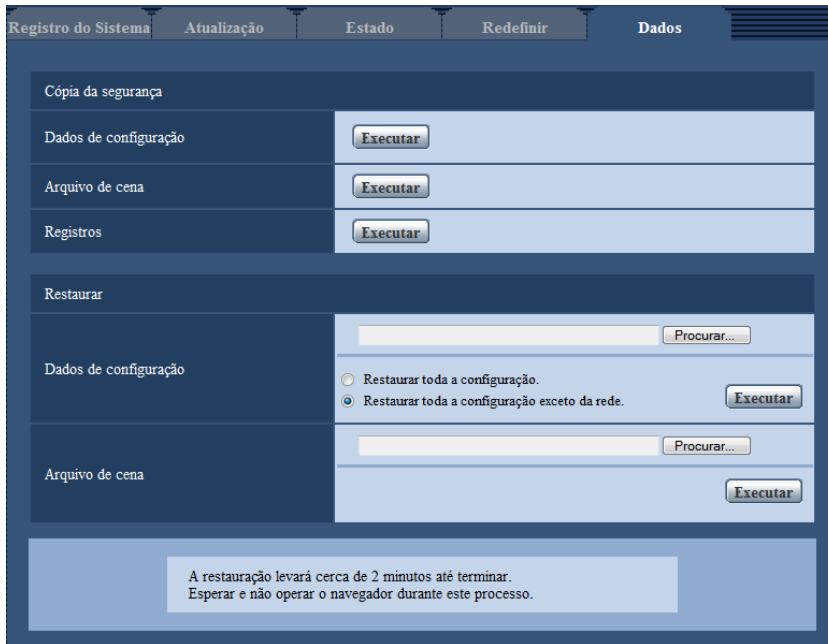 Registro do Sistema Atualização Estado Redefinir Dados
Cópia da segurança
Dados de configuração Executar
Arquivo de cena Executar
Registros Executar
Restaurar
Procurar...
Dados de configuração
Restaurar toda a configuração.
Restaurar toda a configuração exceto da rede. Executar
Procurar...
Arquivo de cena
Executar
A restauração levará cerca de 2 minutos até terminar.
Esperar e não operar o navegador durante este processo.